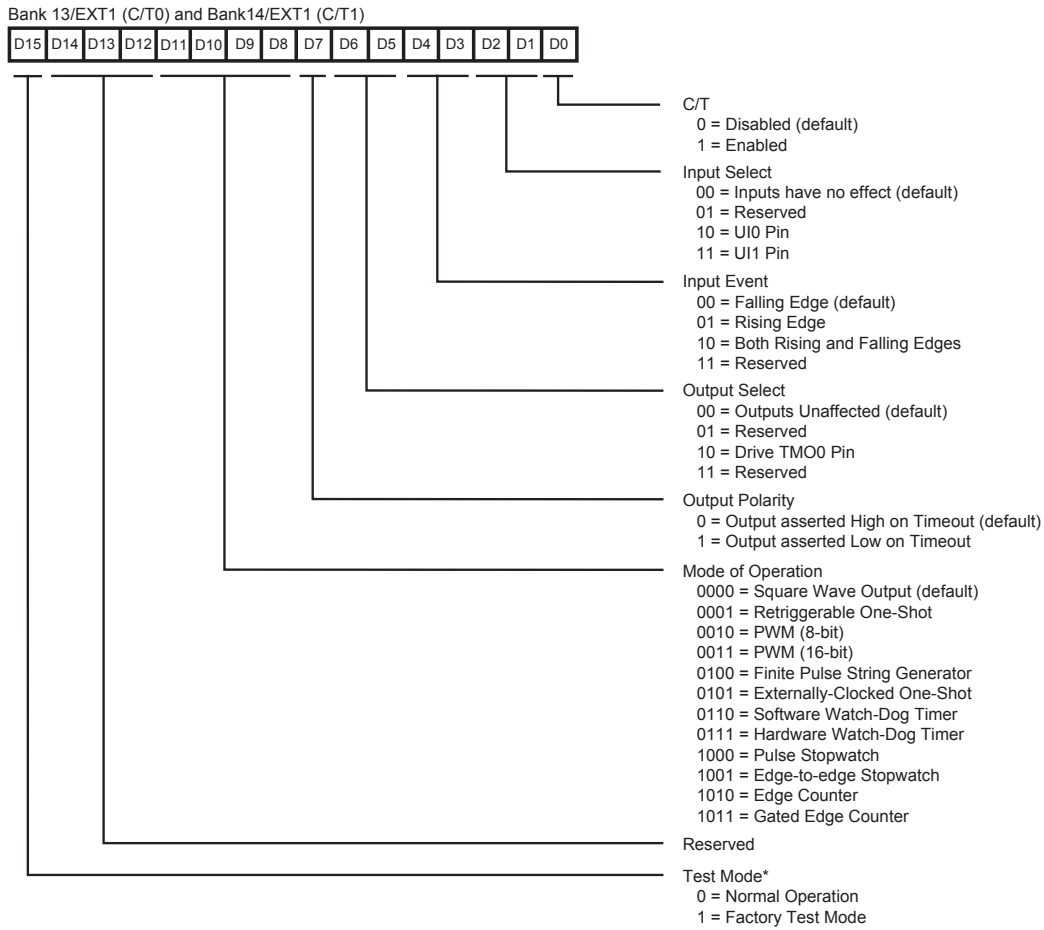 Bank 13/EXT1 (C/T0) and Bank14/EXT1 (C/T1)
D15 D14 D13 D12 D11 D10 D9 D8 D7 D6 D5 D4 D3 D2 D1 D0
C/T
0 = Disabled (default)
1 = Enabled
Input Select
00 = Inputs have no effect (default)
01 = Reserved
10 = UI0 Pin
11 = UI1 Pin
Input Event
00 = Falling Edge (default)
01 = Rising Edge
10 = Both Rising and Falling Edges
11 = Reserved
Output Select
00 = Outputs Unaffected (default)
01 = Reserved
10 = Drive TMO0 Pin
11 = Reserved
Output Polarity
0 = Output asserted High on Timeout (default)
1 = Output asserted Low on Timeout
Mode of Operation
0000 = Square Wave Output (default)
0001 = Retriggerable One-Shot
0010 = PWM (8-bit)
0011 = PWM (16-bit)
0100 = Finite Pulse String Generator
0101 = Externally-Clocked One-Shot
0110 = Software Watch-Dog Timer
0111 = Hardware Watch-Dog Timer
1000 = Pulse Stopwatch
1001 = Edge-to-edge Stopwatch
1010 = Edge Counter
1011 = Gated Edge Counter
Reserved
Test Mode*
0 = Normal Operation
1 = Factory Test Mode